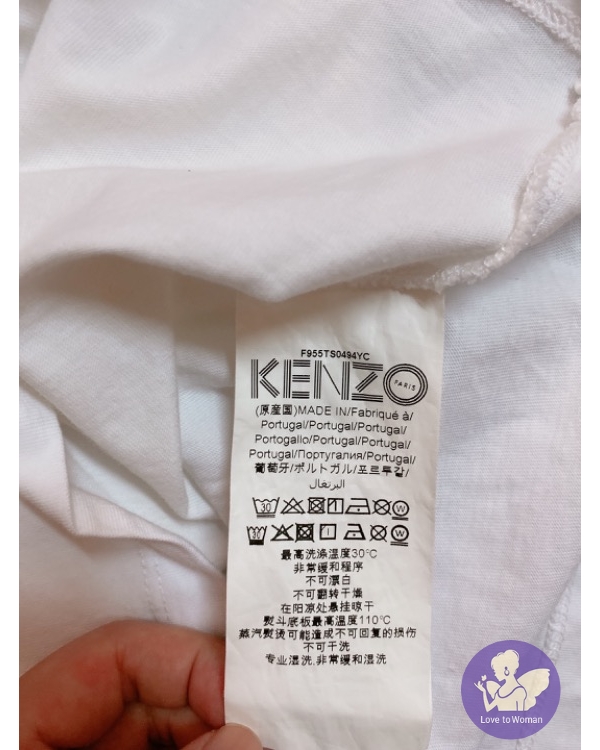 F955TS0494YC
KENZO
PARIS
(原産国)MADE IN/Fabriqué à/
Portugal/Portugal/Portugal/
Portogallo/Portugal/Portugal/
Portugal/Португалия/Portugal/
葡萄牙/ポルトガル/포르투갈/
البرتغال
30 W
30 W
最高洗涤温度30℃
非常缓和程序
不可漂白
不可翻转干燥
在阳凉处悬挂晾干
熨斗底板最高温度110℃
蒸汽熨烫可能造成不可回复的损伤
不可干洗
专业湿洗,非常缓和湿洗
Love to Woman